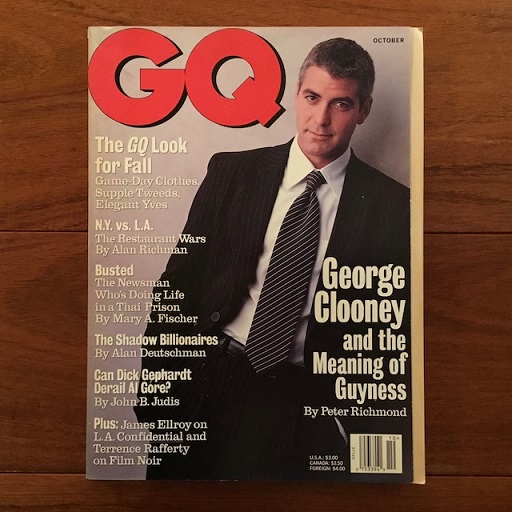 GQ
OCTOBER
The GQ Look
for Fall
Game-Day Clothes,
Supple Tweeds,
Elegant Yves
N.Y. vs. L.A.
The Restaurant Wars
By Alan Richman
Busted
The Newsman
Who's Doing Life
in a Thai Prison
By Mary A. Fischer
The Shadow Billionaires
By Alan Deutschman
Can Dick Gephardt
Derail Al Gore?
By John B. Judis
Plus: James Ellroy on
L.A. Confidential and
Terrence Rafferty
on Film Noir
George
Clooney
and the
Meaning of
Guyness
By Peter Richmond
U.S.A.: $3.00
CANADA: $3.50
FOREIGN: $4.00